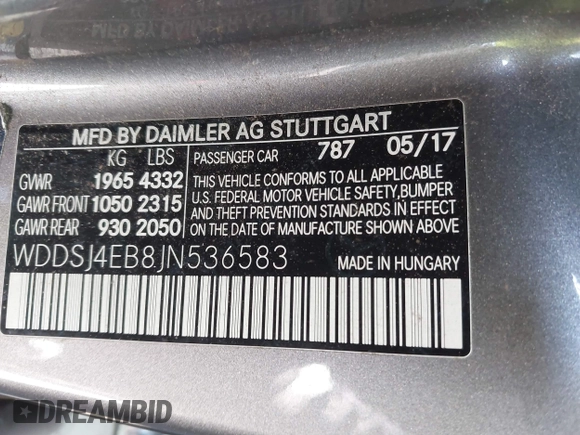 MFD BY DAIMLER AG STUTTGART
KG LBS
GVWR 1965 4332
GAWR FRONT 1050 2315
GAWR REAR 930 2050
PASSENGER CAR 787 05/17
THIS VEHICLE CONFORMS TO ALL APPLICABLE
U.S. FEDERAL MOTOR VEHICLE SAFETY, BUMPER
AND THEFT PREVENTION STANDARDS IN EFFECT
ON THE DATE OF MANUFACTURE SHOWN ABOVE
WDDSJ4EB8JN536583 MADE IN HUNGARY
DREAMBID